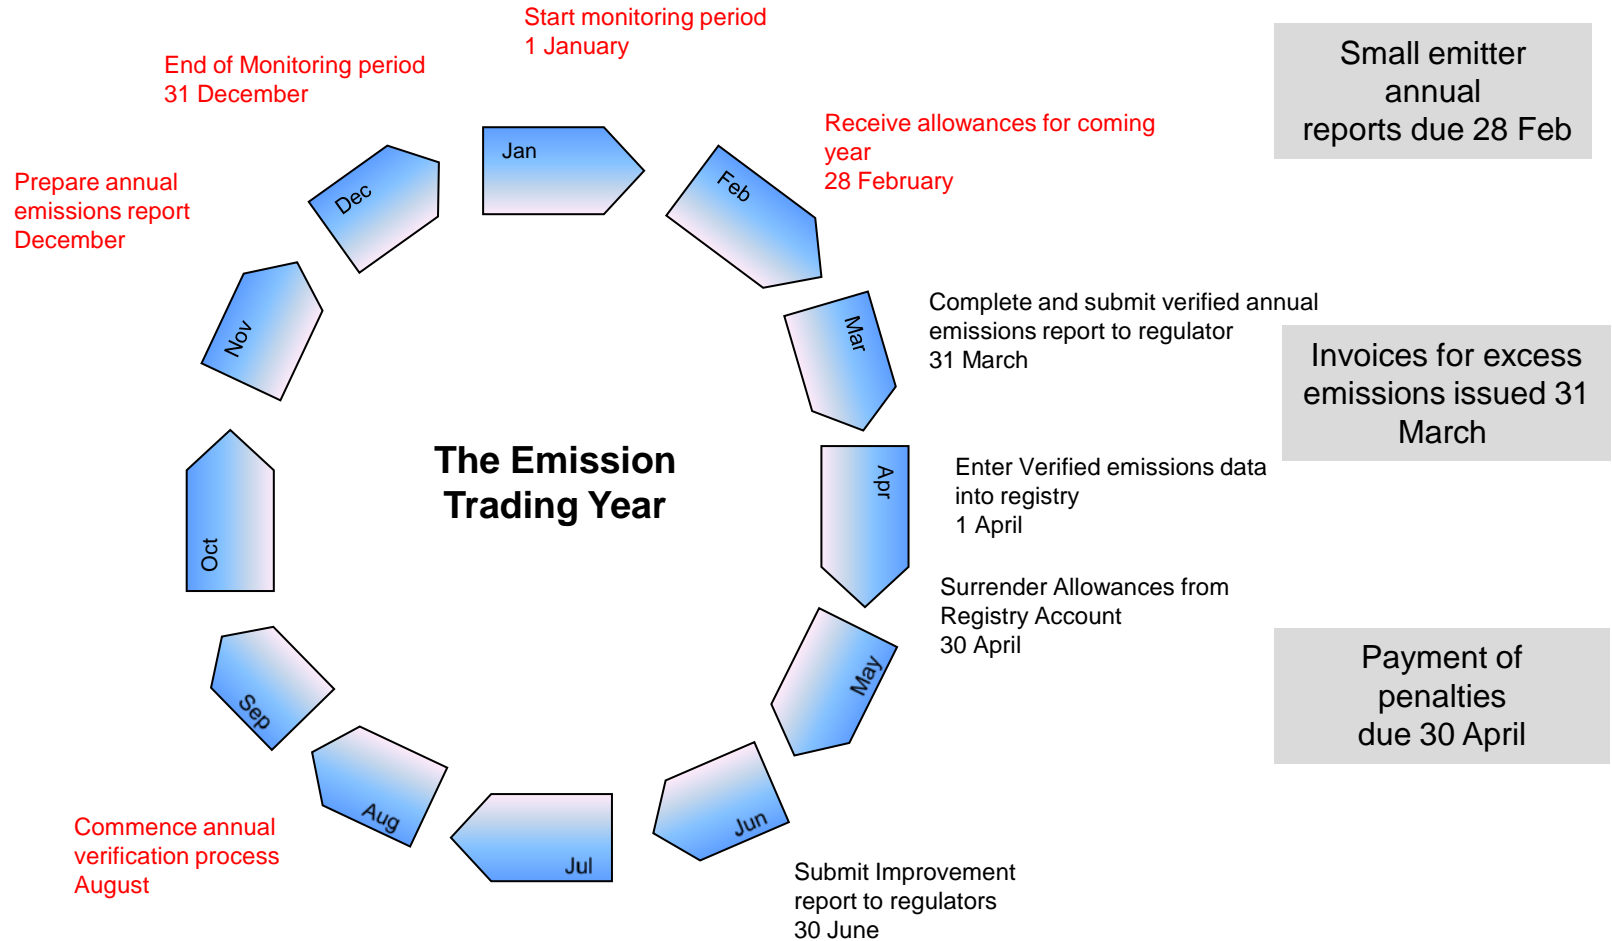 Start monitoring period
1 January
End of Monitoring period
31 December
Small emitter
annual
reports due 28 Feb
Receive allowances for coming
year
28 February
Prepare annual
emissions report
December
Jan
Feb
Dec
Mar
Nov
Complete and submit verified annual
emissions report to regulator
31 March
Invoices for excess
emissions issued 31
March
The Emission
Trading Year
Apr
Enter Verified emissions data
into registry
1 April
Oct
Surrender Allowances from
Registry Account
30 April
May
Payment of
penalties
due 30 April
Sep
Aug
Jul
Jun
Commence annual
verification process
August
Submit Improvement
report to regulators
30 June